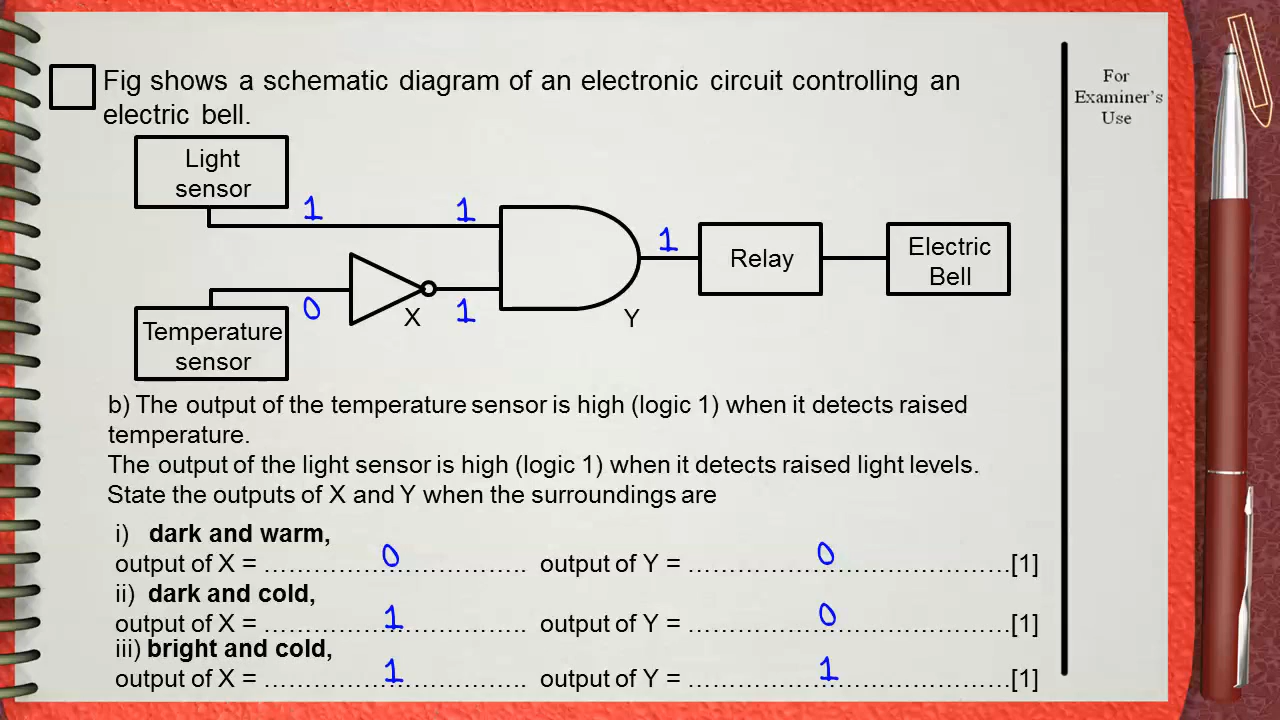 Fig shows a schematic diagram of an electronic circuit controlling an
electric bell.
For
Examiner's
Use
Light
sensor
1
1
1
Relay
Electric
Bell
0
X
1
Y
Temperature
sensor
b) The output of the temperature sensor is high (logic 1) when it detects raised
temperature.
The output of the light sensor is high (logic 1) when it detects raised light levels.
State the outputs of X and Y when the surroundings are
i) dark and warm,
output of X = ................0................ output of Y = ................0................[1]
ii) dark and cold,
output of X = ................1................ output of Y = ................0................[1]
iii) bright and cold,
output of X = ................1................ output of Y = ................1................[1]